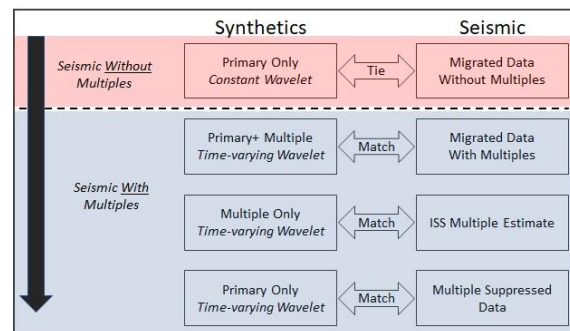 Synthetics Seismic
Seismic Without
Multiples
Primary Only
Constant Wavelet
Tie
Migrated Data
Without Multiples
Seismic With
Multiples
Primary+ Multiple
Time-varying Wavelet
Match
Migrated Data
With Multiples
Multiple Only
Time-varying Wavelet
Match
ISS Multiple Estimate
Primary Only
Time-varying Wavelet
Match
Multiple Suppressed
Data